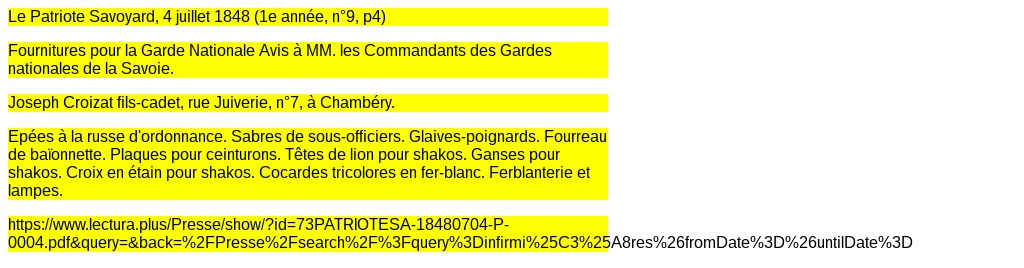 Le Patriote Savoyard, 4 juillet 1848 (1e année, n°9, p4)
Fournitures pour la Garde Nationale Avis à MM. les Commandants des Gardes
nationales de la Savoie.
Joseph Croizat fils-cadet, rue Juiverie, n°7, à Chambéry.
Epées à la russe d'ordonnance. Sabres de sous-officiers. Glaives-poignards. Fourreau
de baïonnette. Plaques pour ceinturons. Têtes de lion pour shakos. Ganses pour
shakos. Croix en étain pour shakos. Cocardes tricolores en fer-blanc. Ferblanterie et
lampes.
https://www.lectura.plus/Presse/show/?id=73PATRIOTESA-18480704-P-
0004.pdf&query=&back=%2FPresse%2Fsearch%2F%3Fquery%3Dinfirmi%25C3%25A8res%26fromDate%3D%26untilDate%3D